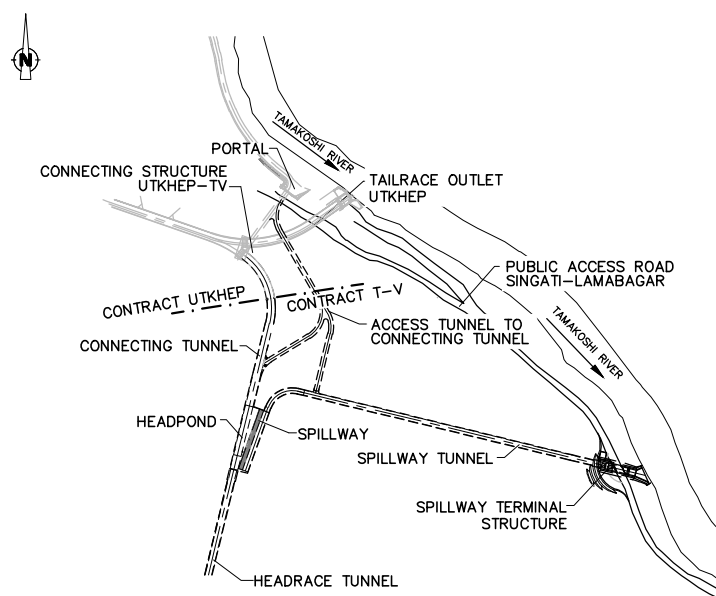 N
TAMAKOSHI RIVER
PORTAL
CONNECTING STRUCTURE
UTKHEP-TV
TAILRACE OUTLET
UTKHEP
PUBLIC ACCESS ROAD
SINGATI-LAMABAGAR
CONTRACT UTKHEP
CONTRACT T-V
TAMAKOSHI RIVER
ACCESS TUNNEL TO
CONNECTING TUNNEL
CONNECTING TUNNEL
HEADPOND
SPILLWAY
SPILLWAY TUNNEL
SPILLWAY TERMINAL
STRUCTURE
HEADRACE TUNNEL